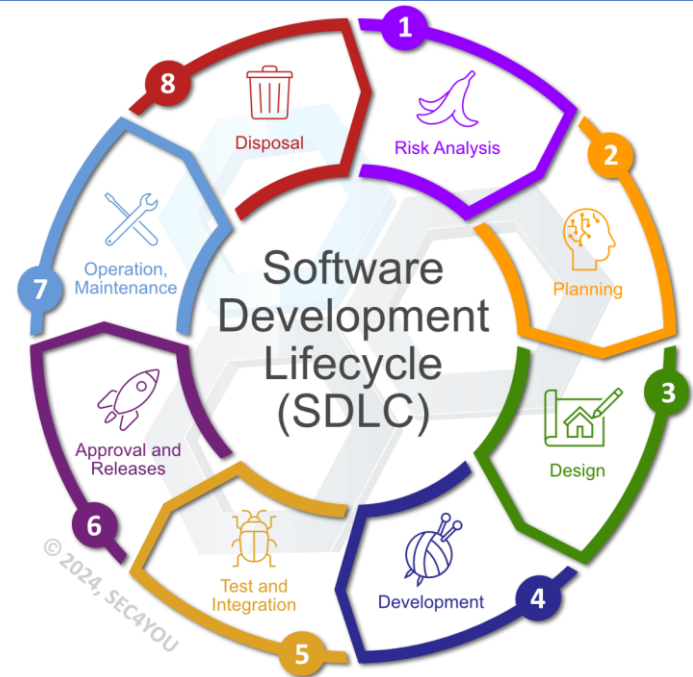 1
Risk Analysis
2
Planning
3
Design
4
Development
5
Test and
Integration
6
Approval and
Releases
7
Operation,
Maintenance
8
Disposal
Software
Development
Lifecycle
(SDLC)
© 2024, SEC4YOU